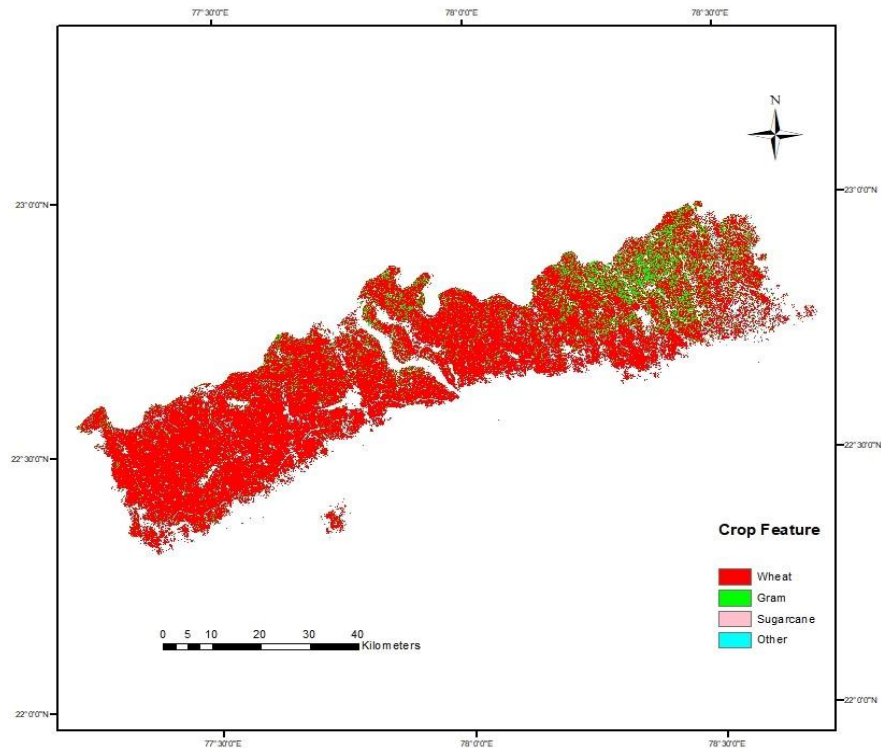 77°30'0"E 78°0'0"E 78°30'0"E
N
23°0'0"N 23°0'0"N
22°30'0"N 22°30'0"N
Crop Feature
Wheat
Gram
Sugarcane
Other
0 5 10 20 30 40
Kilometers
22°0'0"N 22°0'0"N
77°30'0"E 78°0'0"E 78°30'0"E